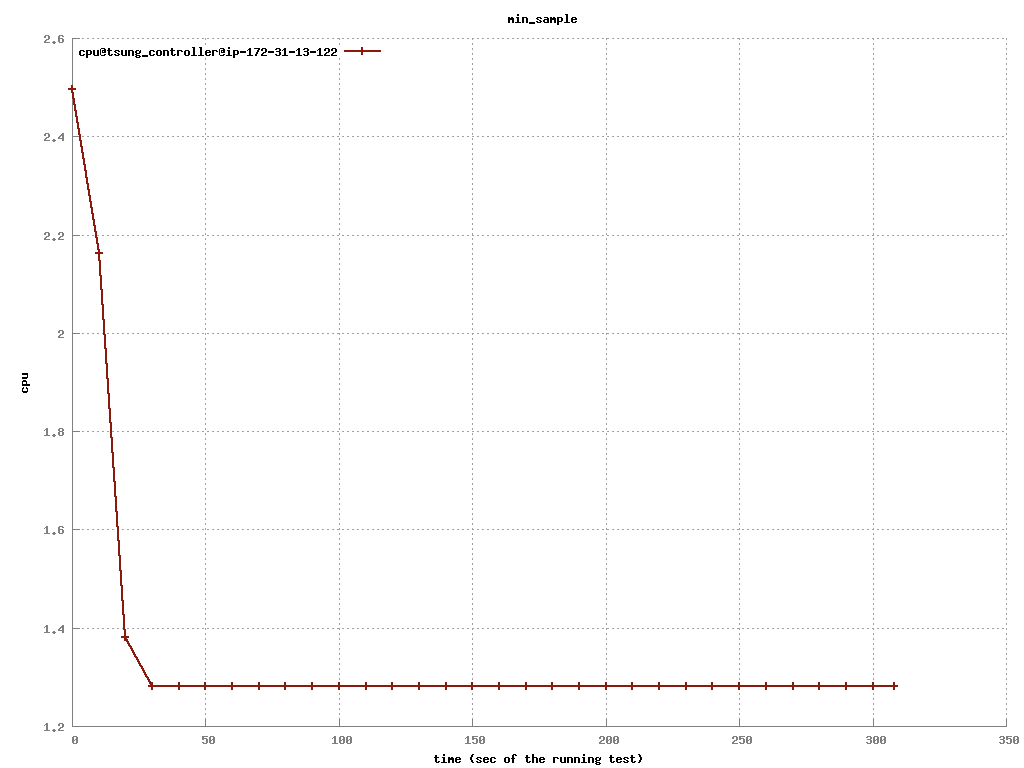 min_sample
cpu@tsung_controller@ip-172-31-13-122
2.6
2.4
2.2
2
1.8
1.6
1.4
1.2
cpu
0 50 100 150 200 250 300 350
time (sec of the running test)